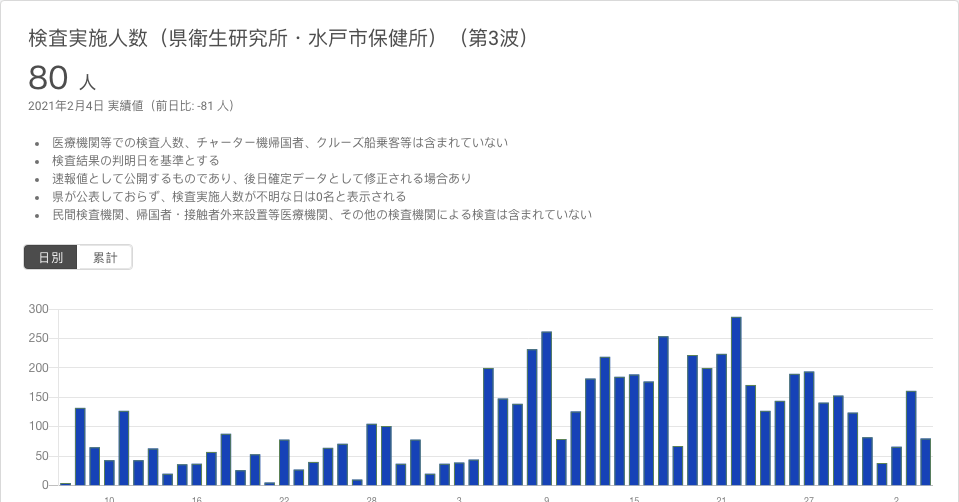 検査実施人数（県衛生研究所・水戸市保健所）（第3波）
80 人
2021年2月4日 実績値（前日比: -81 人）
• 医療機関等での検査人数、チャーター機帰国者、クルーズ船乗客等は含まれていない
• 検査結果の判明日を基準とする
• 速報値として公開するものであり、後日確定データとして修正される場合あり
• 県が公表しておらず、検査実施人数が不明な日は0名と表示される
• 民間検査機関、帰国者・接触者外来設置等医療機関、その他の検査機関による検査は含まれていない
日別 累計
300
250
200
150
100
50
0
10 16 22 28 3 9 15 21 27 2